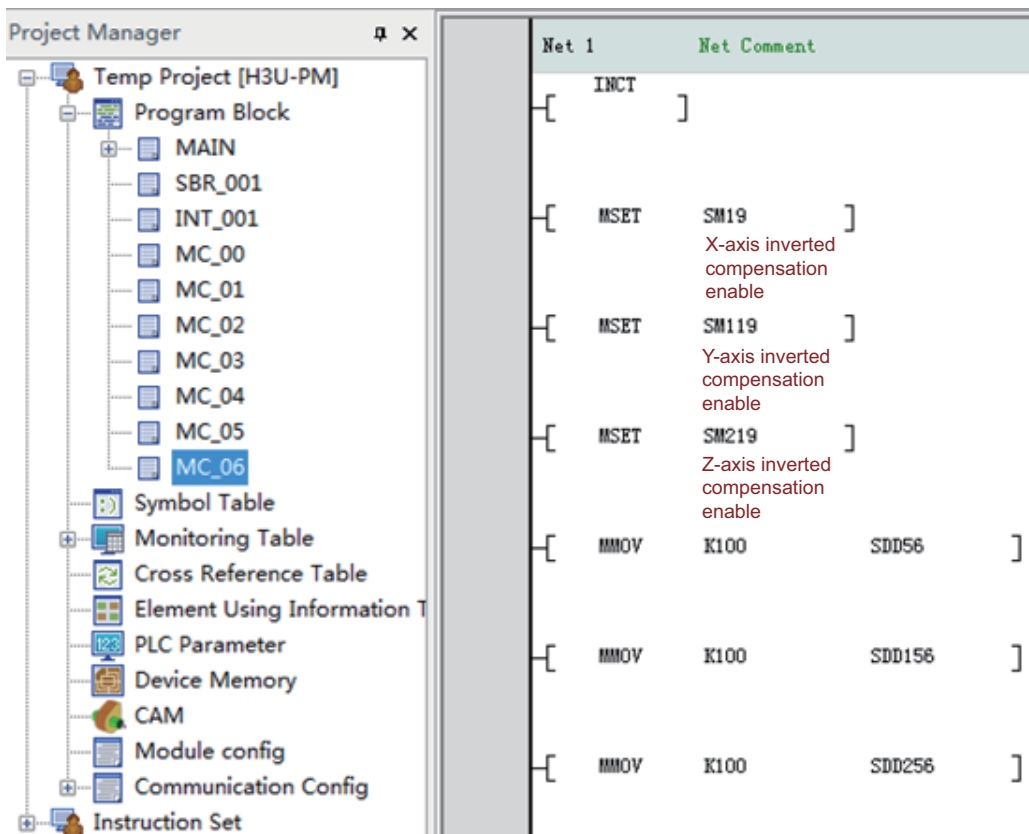 Project Manager
Temp Project [H3U-PM]
Program Block
MAIN
SBR_001
INT_001
MC_00
MC_01
MC_02
MC_03
MC_04
MC_05
MC_06
Symbol Table
Monitoring Table
Cross Reference Table
Element Using Information T
PLC Parameter
Device Memory
CAM
Module config
Communication Config
Instruction Set
Net 1 Net Comment
INCT
[ ]
[ MSET SM19 ]
X-axis inverted
compensation
enable
[ MSET SM119 ]
Y-axis inverted
compensation
enable
[ MSET SM219 ]
Z-axis inverted
compensation
enable
[ MMOV K100 SDD56 ]
[ MMOV K100 SDD156 ]
[ MMOV K100 SDD256 ]